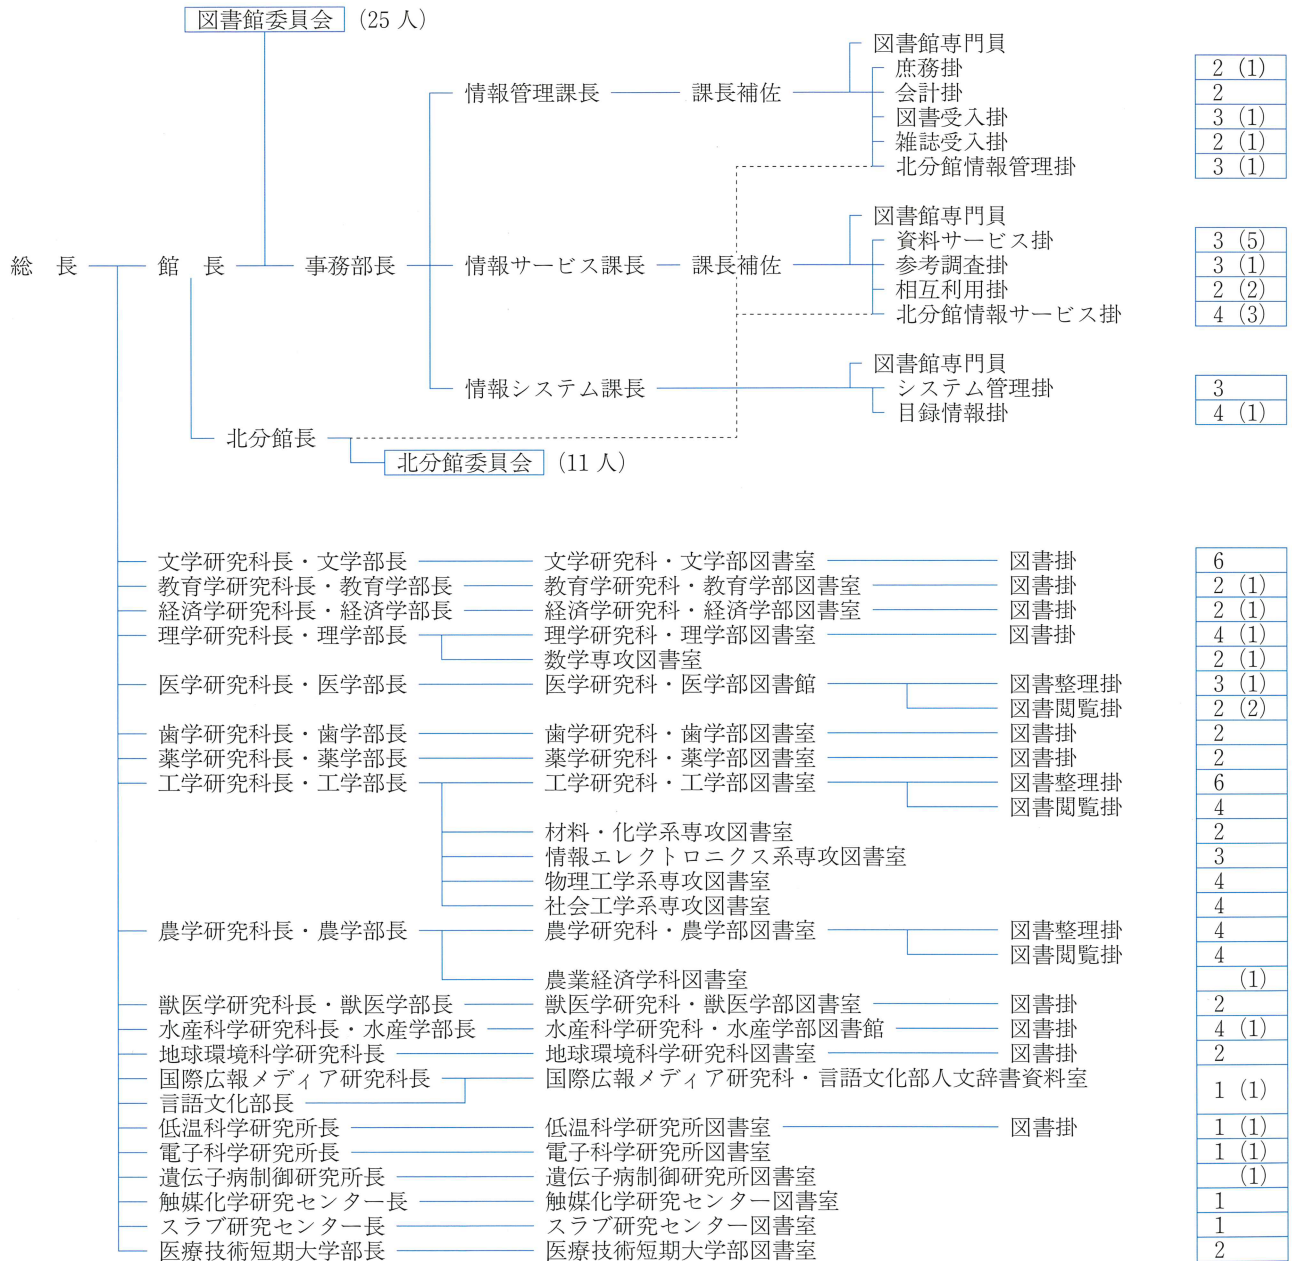 図書館委員会 (25 人)
図書館専門員
庶務掛 2 (1)
情報管理課長 課長補佐 会計掛 2
図書受入掛 3 (1)
雑誌受入掛 2 (1)
北分館情報管理掛 3 (1)
図書館専門員
資料サービス掛 3 (5)
総 長 館 長 事務部長 情報サービス課長 課長補佐 参考調査掛 3 (1)
相互利用掛 2 (2)
北分館情報サービス掛 4 (3)
図書館専門員
情報システム課長 システム管理掛 3
目録情報掛 4 (1)
北分館長
北分館委員会 (11 人)
文学研究科長・文学部長 文学研究科・文学部図書室 図書掛 6
教育学研究科長・教育学部長 教育学研究科・教育学部図書室 図書掛 2 (1)
経済学研究科長・経済学部長 経済学研究科・経済学部図書室 図書掛 2 (1)
理学研究科長・理学部長 理学研究科・理学部図書室 図書掛 4 (1)
数学専攻図書室 2 (1)
医学研究科長・医学部長 医学研究科・医学部図書館 図書整理掛 3 (1)
図書閲覧掛 2 (2)
歯学研究科長・歯学部長 歯学研究科・歯学部図書室 図書掛 2
薬学研究科長・薬学部長 薬学研究科・薬学部図書室 図書掛 2
工学研究科長・工学部長 工学研究科・工学部図書室 図書整理掛 6
図書閲覧掛 4
材料・化学系専攻図書室 2
情報エレクトロニクス系専攻図書室 3
物理工学系専攻図書室 4
社会工学系専攻図書室 4
農学研究科長・農学部長 農学研究科・農学部図書室 図書整理掛 4
図書閲覧掛 4
農業経済学科図書室 (1)
獣医学研究科長・獣医学部長 獣医学研究科・獣医学部図書室 図書掛 2
水産科学研究科長・水産学部長 水産科学研究科・水産学部図書館 図書掛 4 (1)
地球環境科学研究科長 地球環境科学研究科図書室 図書掛 2
国際広報メディア研究科長 国際広報メディア研究科・言語文化部人文辞書資料室 1 (1)
言語文化部長
低温科学研究所長 低温科学研究所図書室 図書掛 1 (1)
電子科学研究所長 電子科学研究所図書室 1 (1)
遺伝子病制御研究所長 遺伝子病制御研究所図書室 (1)
触媒化学研究センター長 触媒化学研究センター図書室 1
スラブ研究センター長 スラブ研究センター図書室 1
医療技術短期大学部長 医療技術短期大学部図書室 2